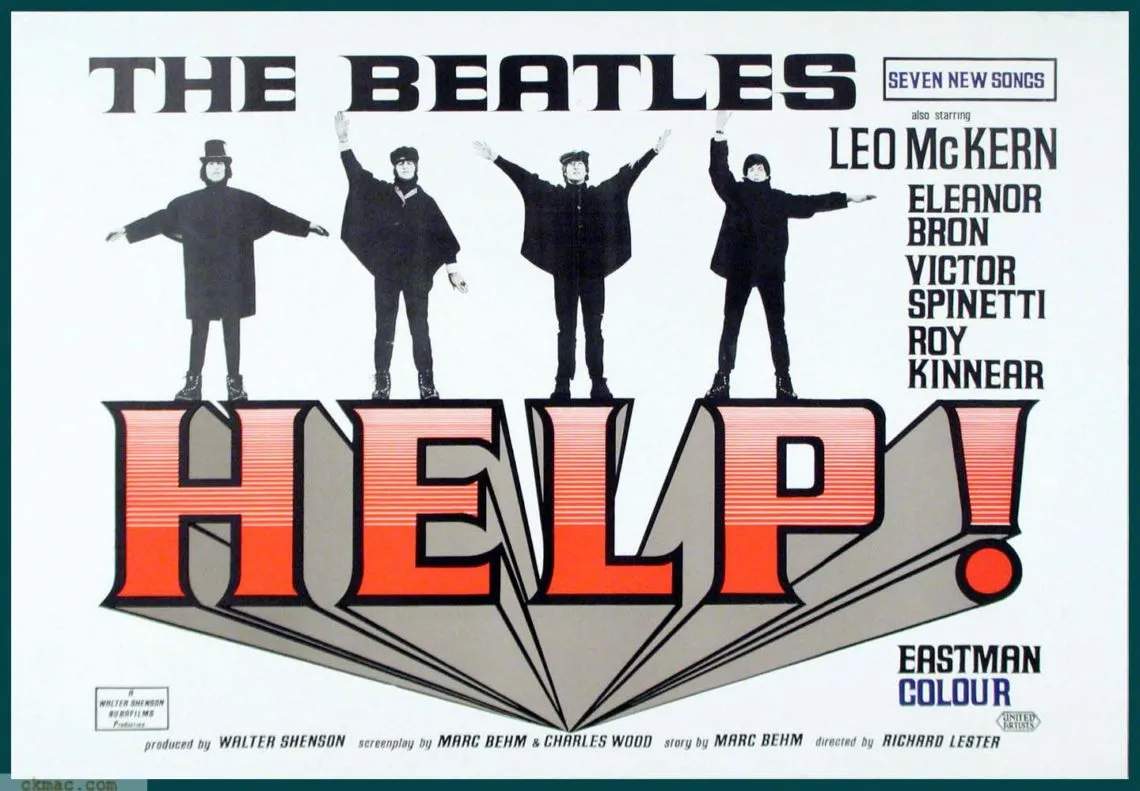 THE BEATLES
SEVEN NEW SONGS
also starring
LEO McKERN
ELEANOR
BRON
VICTOR
SPINETTI
ROY
KINNEAR
HELP!
EASTMAN
COLOUR
UNITED
ARTISTS
A
WALTER SHENSON
SUBAFILMS
Production
produced by WALTER SHENSON screenplay by MARC BEHM & CHARLES WOOD story by MARC BEHM directed by RICHARD LESTER
ckmac.com